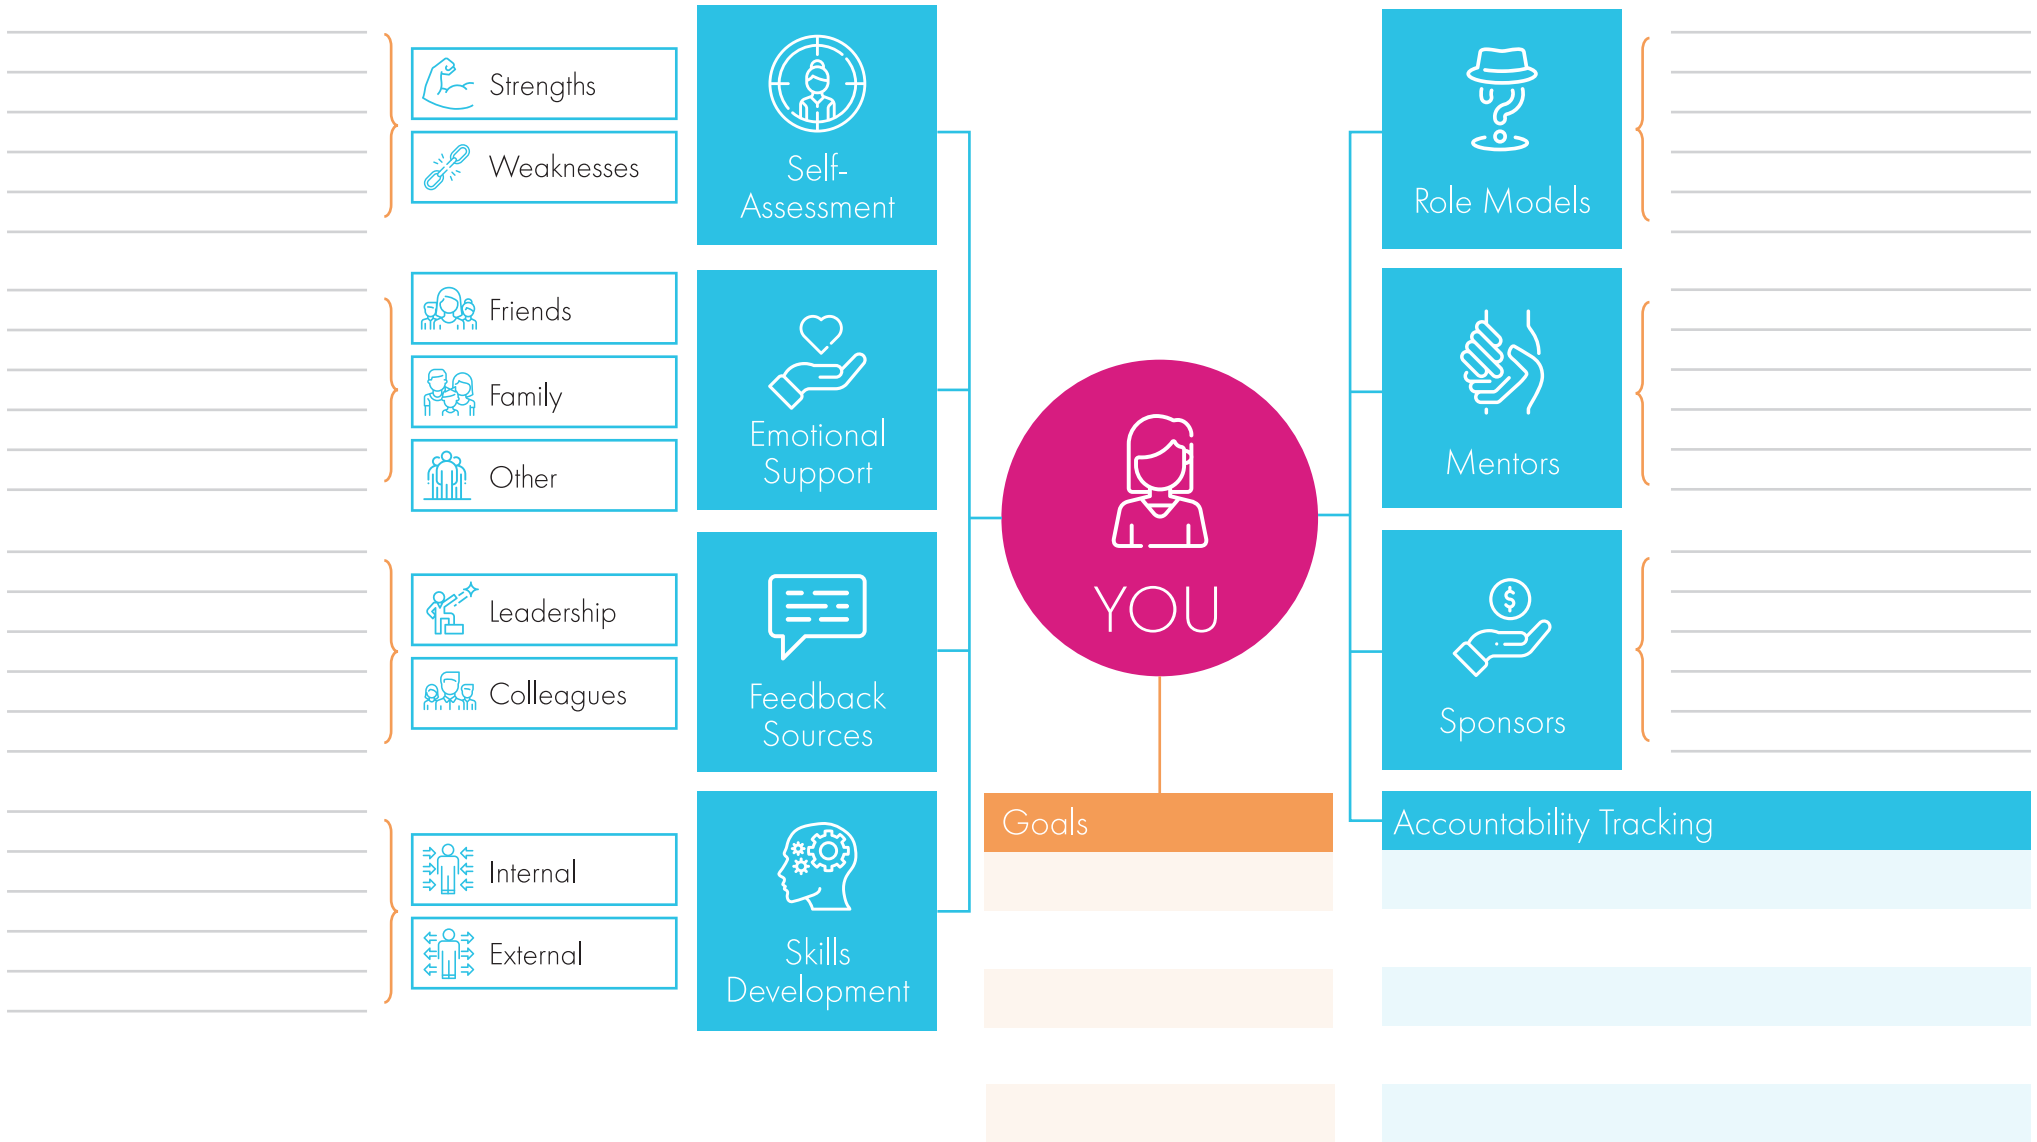 Strengths
Weaknesses
Self-
Assessment
Friends
Family
Other
Emotional
Support
Leadership
Colleagues
Feedback
Sources
Internal
External
Skills
Development
YOU
Goals
Role Models
Mentors
$
Sponsors
Accountability Tracking